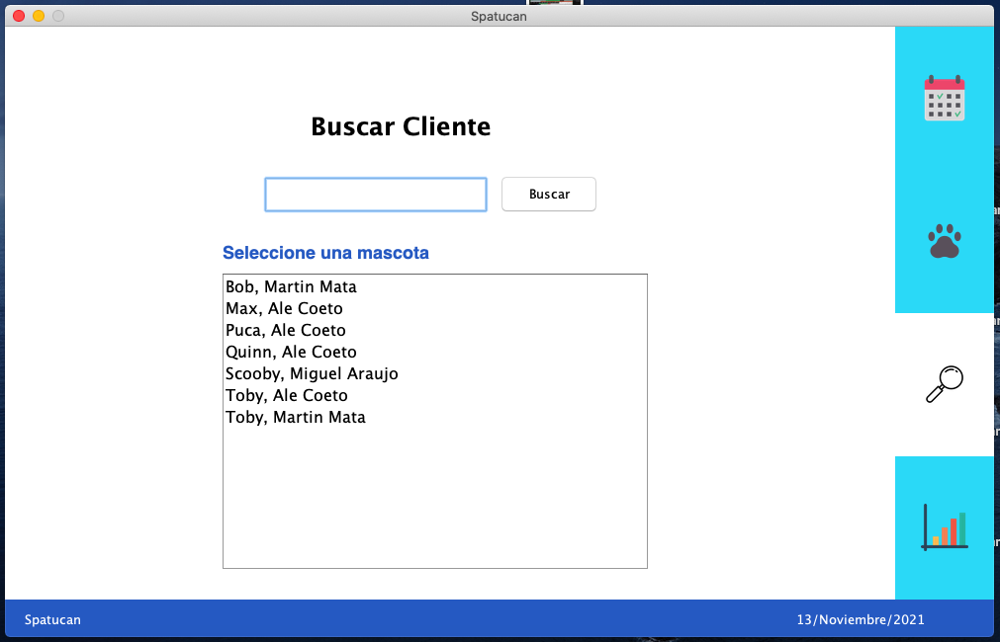 Spatucan
Buscar Cliente
Buscar
Seleccione una mascota
Bob, Martin Mata
Max, Ale Coeto
Puca, Ale Coeto
Quinn, Ale Coeto
Scooby, Miguel Araujo
Toby, Ale Coeto
Toby, Martin Mata
Spatucan
13/Noviembre/2021